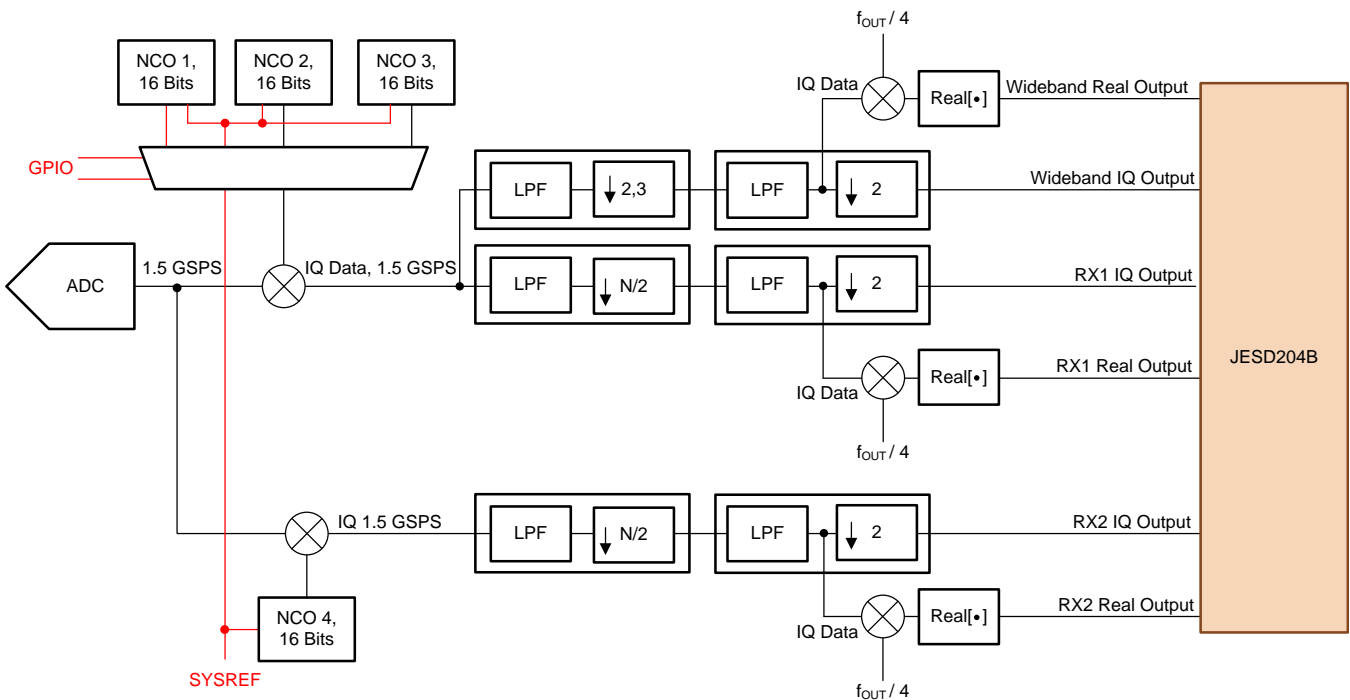 f_OUT / 4
NCO 1,
16 Bits
NCO 2,
16 Bits
NCO 3,
16 Bits
IQ Data
Real[•]
Wideband Real Output
GPIO
LPF
2,3
LPF
2
Wideband IQ Output
ADC
1.5 GSPS
IQ Data, 1.5 GSPS
LPF
N/2
LPF
2
RX1 IQ Output
JESD204B
IQ Data
Real[•]
RX1 Real Output
f_OUT / 4
IQ 1.5 GSPS
LPF
N/2
LPF
2
RX2 IQ Output
NCO 4,
16 Bits
IQ Data
Real[•]
RX2 Real Output
SYSREF
f_OUT / 4